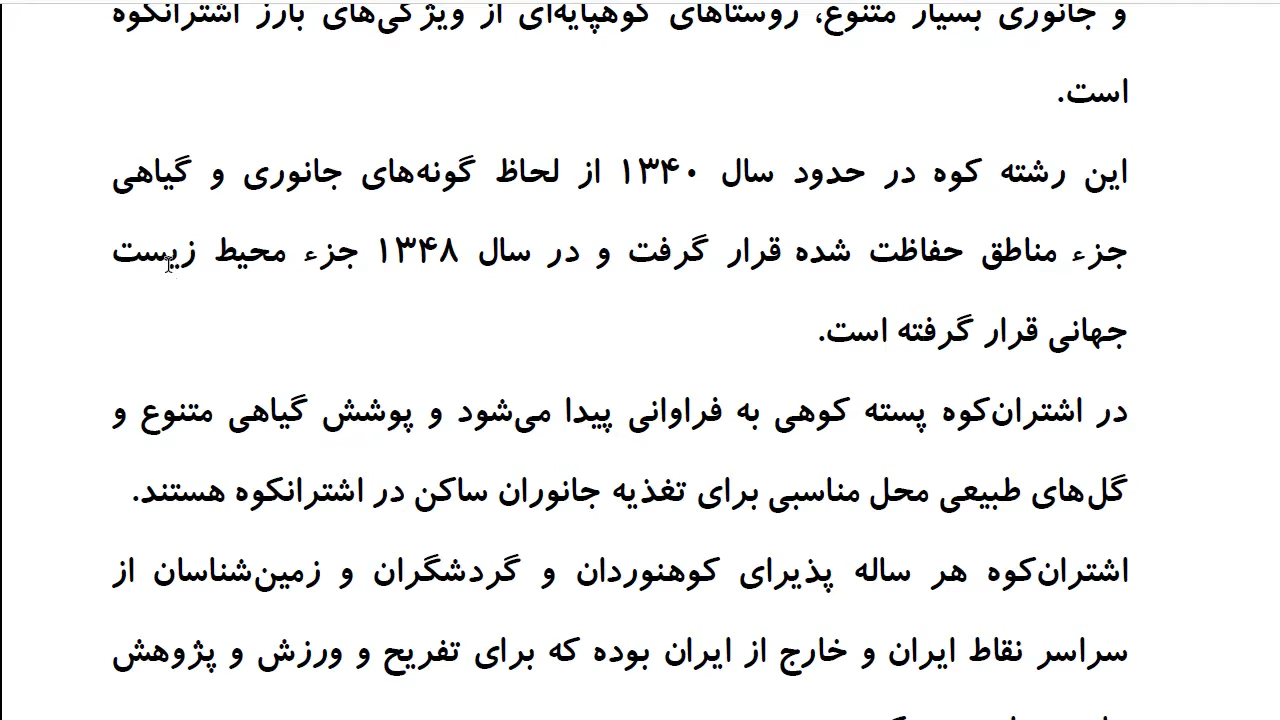 و جانوری بسیار متنوع، روستاهای کوهپایه‌ای از ویژگی‌های بارز اشترانکوه
است.
این رشته کوه در حدود سال ۱۳۴۰ از لحاظ گونه‌های جانوری و گیاهی
جزء مناطق حفاظت شده قرار گرفت و در سال ۱۳۴۸ جزء محیط زیست
جهانی قرار گرفته است.
در اشتران‌کوه پسته کوهی به فراوانی پیدا می‌شود و پوشش گیاهی متنوع و
گل‌های طبیعی محل مناسبی برای تغذیه جانوران ساکن در اشترانکوه هستند.
اشتران‌کوه هر ساله پذیرای کوهنوردان و گردشگران و زمین‌شناسان از
سراسر نقاط ایران و خارج از ایران بوده که برای تفریح و ورزش و پژوهش